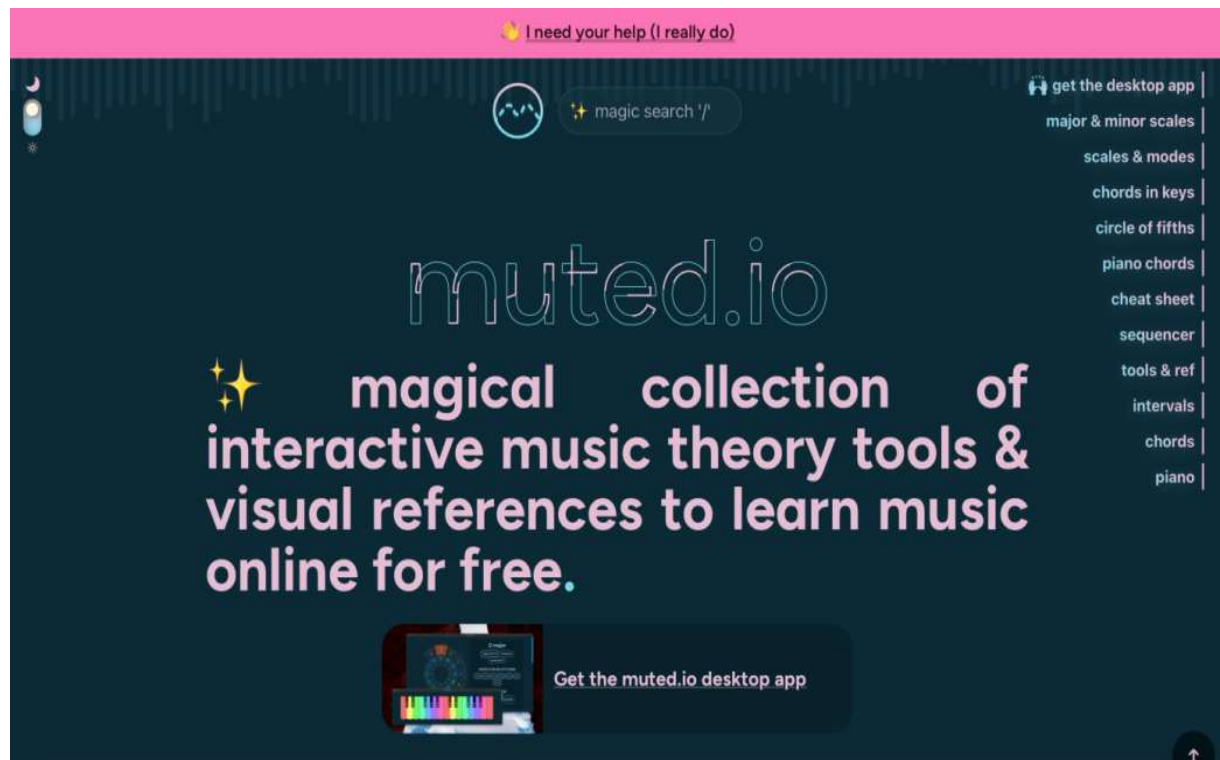 👋 I need your help (I really do)
✨ magic search '/'
🙌 get the desktop app
major & minor scales
scales & modes
chords in keys
circle of fifths
piano chords
cheat sheet
sequencer
tools & ref
intervals
chords
piano
muted.io
✨ magical collection of
interactive music theory tools &
visual references to learn music
online for free.
Get the muted.io desktop app